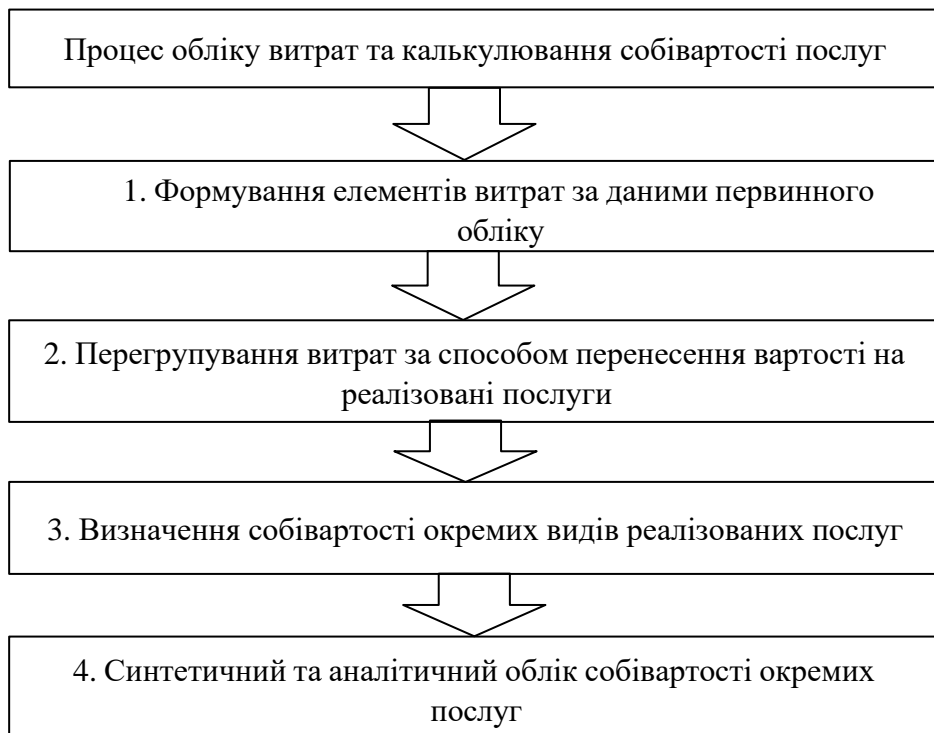 Процес обліку витрат та калькулювання собівартості послуг
1. Формування елементів витрат за даними первинного
обліку
2. Перегрупування витрат за способом перенесення вартості на
реалізовані послуги
3. Визначення собівартості окремих видів реалізованих послуг
4. Синтетичний та аналітичний облік собівартості окремих
послуг